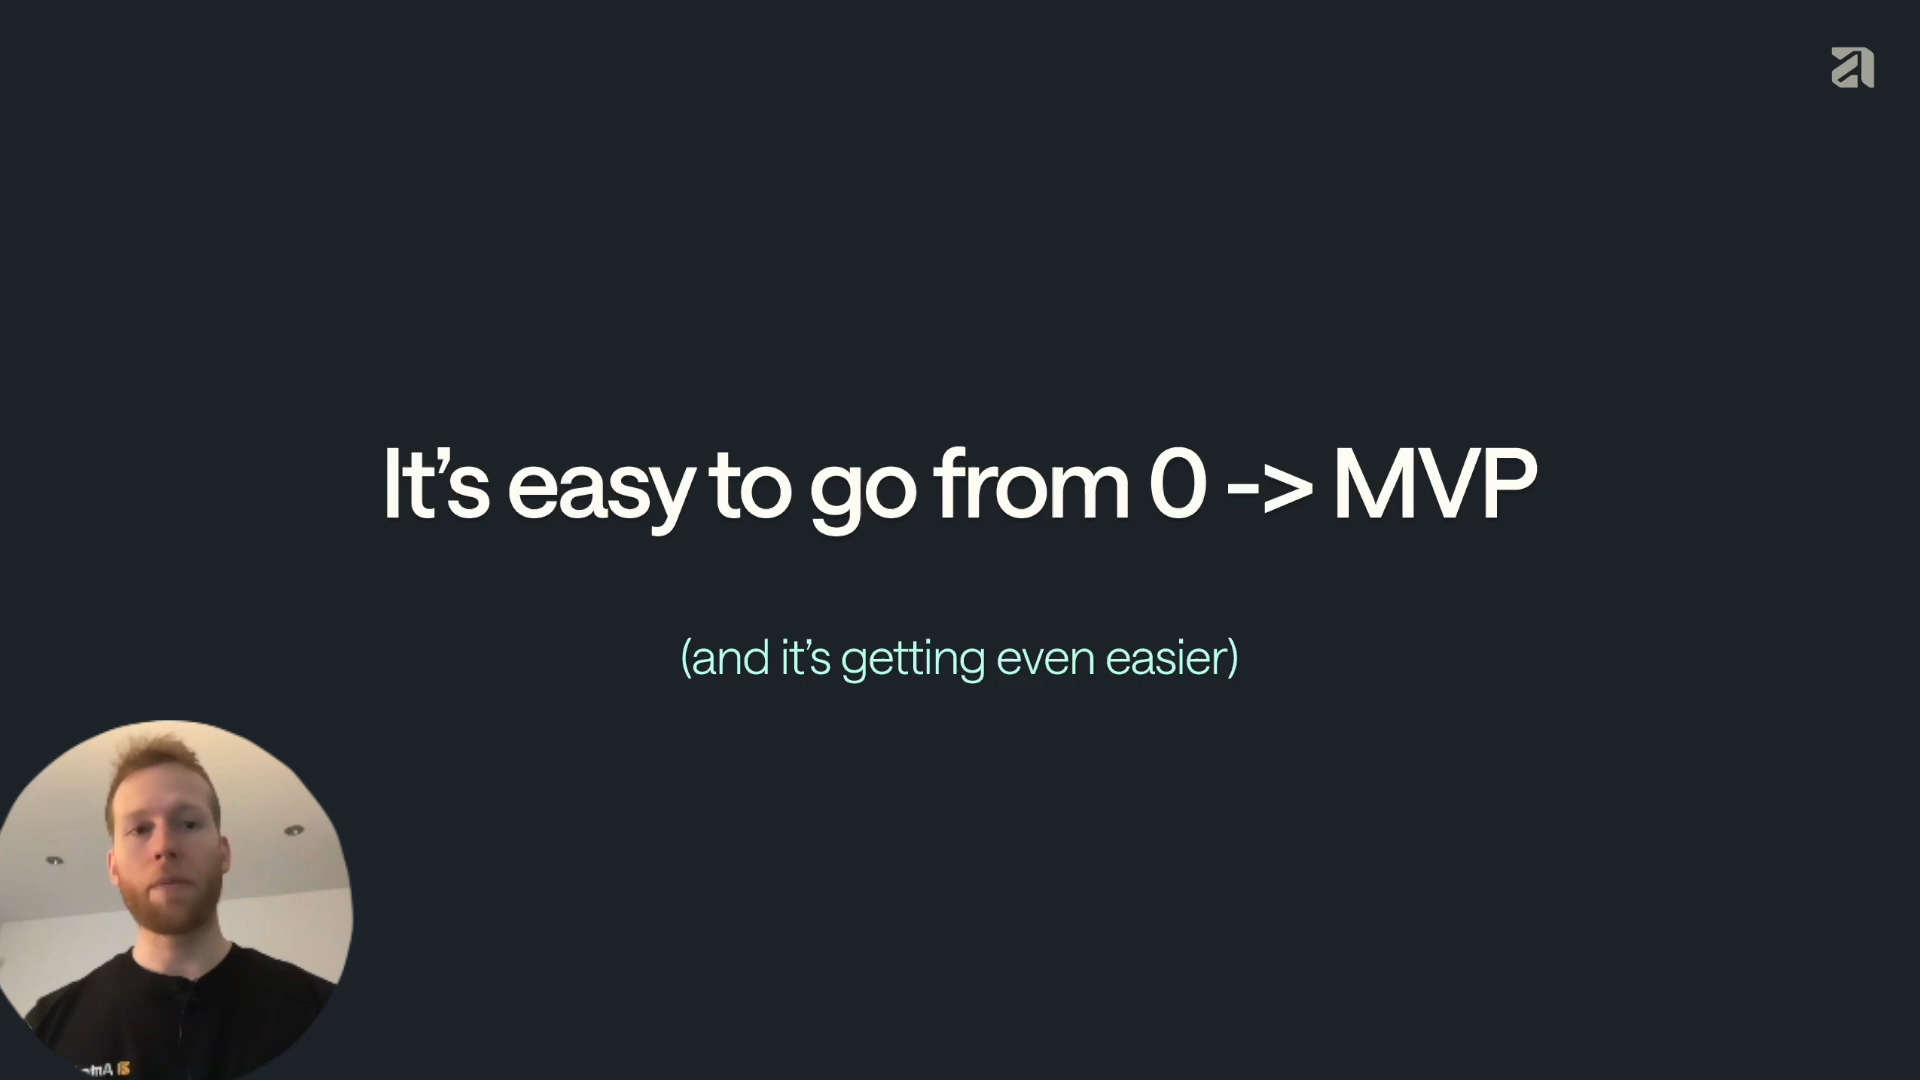 It’s easy to go from 0 -> MVP
(and it’s getting even easier)